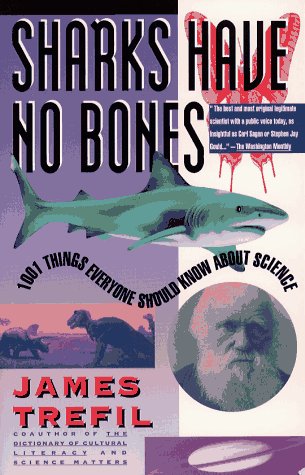 SHARKS HAVE
NO BONES
"The best and most original legitimate
scientist with a public voice today, as
insightful as Carl Sagan or Stephen Jay
Gould..." — The Washington Monthly
1001 THINGS EVERYONE SHOULD KNOW ABOUT SCIENCE
JAMES
TREFIL
COAUTHOR OF THE
DICTIONARY OF CULTURAL
LITERACY AND
SCIENCE MATTERS